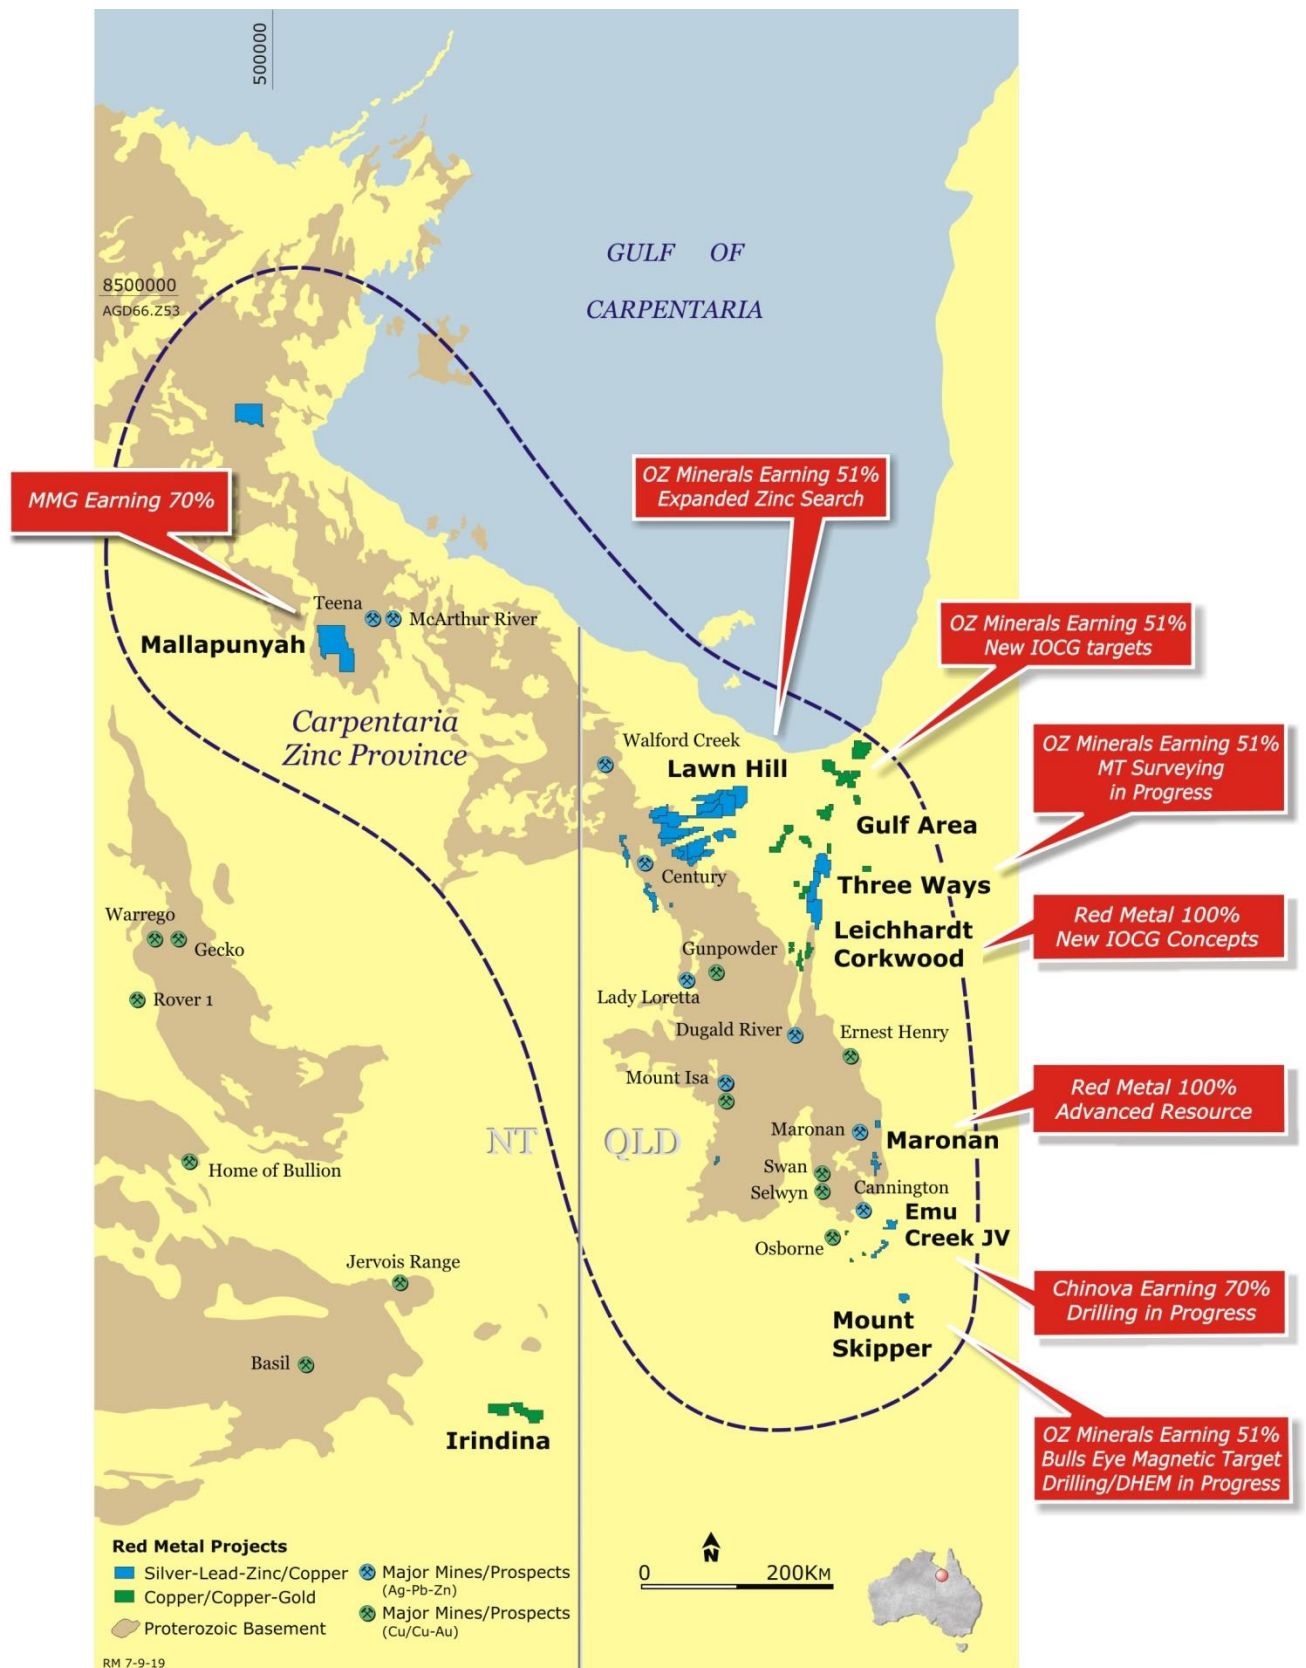 500000
GULF OF
CARPENTARIA
8500000
AGD66.Z53
MMG Earning 70%
OZ Minerals Earning 51%
Expanded Zinc Search
Teena
McArthur River
Mallapunyah
OZ Minerals Earning 51%
New IOCG targets
Carpentaria
Zinc Province
Walford Creek
Lawn Hill
OZ Minerals Earning 51%
MT Surveying
in Progress
Gulf Area
Century
Three Ways
Warrego
Gecko
Leichhardt
Corkwood
Red Metal 100%
New IOCG Concepts
Gunpowder
Lady Loretta
Rover 1
Dugald River
Ernest Henry
Mount Isa
Red Metal 100%
Advanced Resource
NT
QLD
Maronan
Maronan
Home of Bullion
Swan
Selwyn
Cannington
Emu
Creek JV
Osborne
Jervois Range
Chinova Earning 70%
Drilling in Progress
Mount
Skipper
Basil
Irindina
OZ Minerals Earning 51%
Bulls Eye Magnetic Target
Drilling/DHEM in Progress
Red Metal Projects
Silver-Lead-Zinc/Copper
Copper/Copper-Gold
Proterozoic Basement
Major Mines/Prospects
(Ag-Pb-Zn)
Major Mines/Prospects
(Cu/Cu-Au)
N
0 200KM
RM 7-9-19